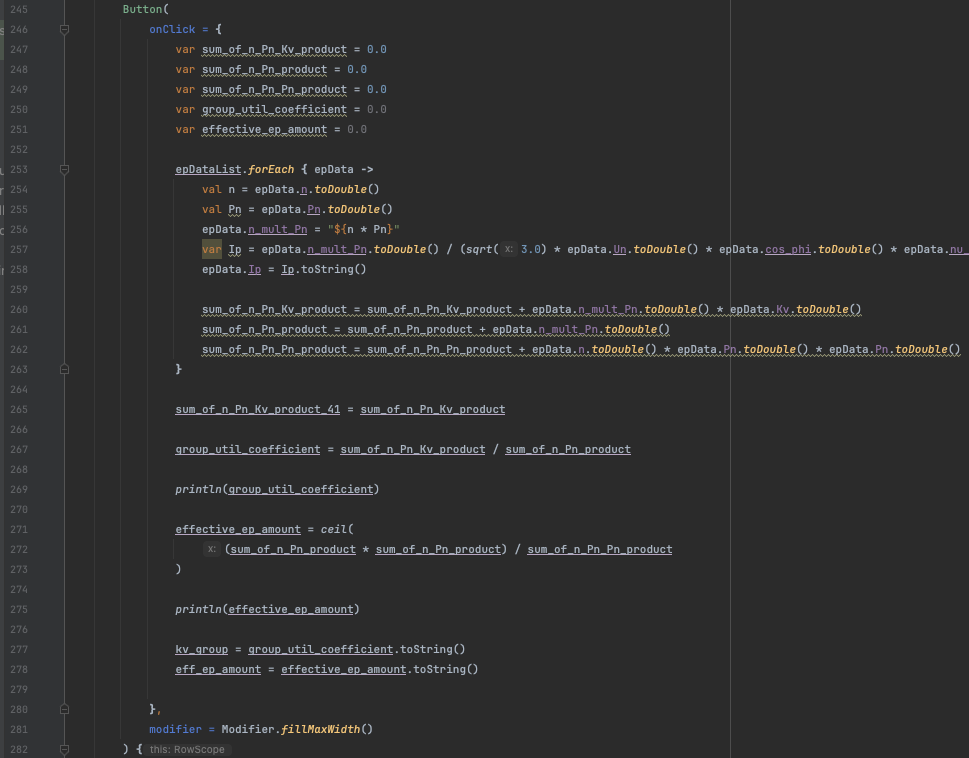 245 Button(
246 onClick = {
247 var sum_of_n_Pn_Kv_product = 0.0
248 var sum_of_n_Pn_product = 0.0
249 var sum_of_n_Pn_Pn_product = 0.0
250 var group_util_coefficient = 0.0
251 var effective_ep_amount = 0.0
252
253 epDataList.forEach { epData ->
254 val n = epData.n.toDouble()
255 val Pn = epData.Pn.toDouble()
256 epData.n_mult_Pn = "${n * Pn}"
257 var Ip = epData.n_mult_Pn.toDouble() / (sqrt( x: 3.0) * epData.Un.toDouble() * epData.cos_phi.toDouble() * epData.nu_
258 epData.Ip = Ip.toString()
259
260 sum_of_n_Pn_Kv_product = sum_of_n_Pn_Kv_product + epData.n_mult_Pn.toDouble() * epData.Kv.toDouble()
261 sum_of_n_Pn_product = sum_of_n_Pn_product + epData.n_mult_Pn.toDouble()
262 sum_of_n_Pn_Pn_product = sum_of_n_Pn_Pn_product + epData.n.toDouble() * epData.Pn.toDouble() * epData.Pn.toDouble()
263 }
264
265 sum_of_n_Pn_Kv_product_41 = sum_of_n_Pn_Kv_product
266
267 group_util_coefficient = sum_of_n_Pn_Kv_product / sum_of_n_Pn_product
268
269 println(group_util_coefficient)
270
271 effective_ep_amount = ceil(
272 x: (sum_of_n_Pn_product * sum_of_n_Pn_product) / sum_of_n_Pn_Pn_product
273 )
274
275 println(effective_ep_amount)
276
277 kv_group = group_util_coefficient.toString()
278 eff_ep_amount = effective_ep_amount.toString()
279
280 },
281 modifier = Modifier.fillMaxWidth()
282 ) { this: RowScope